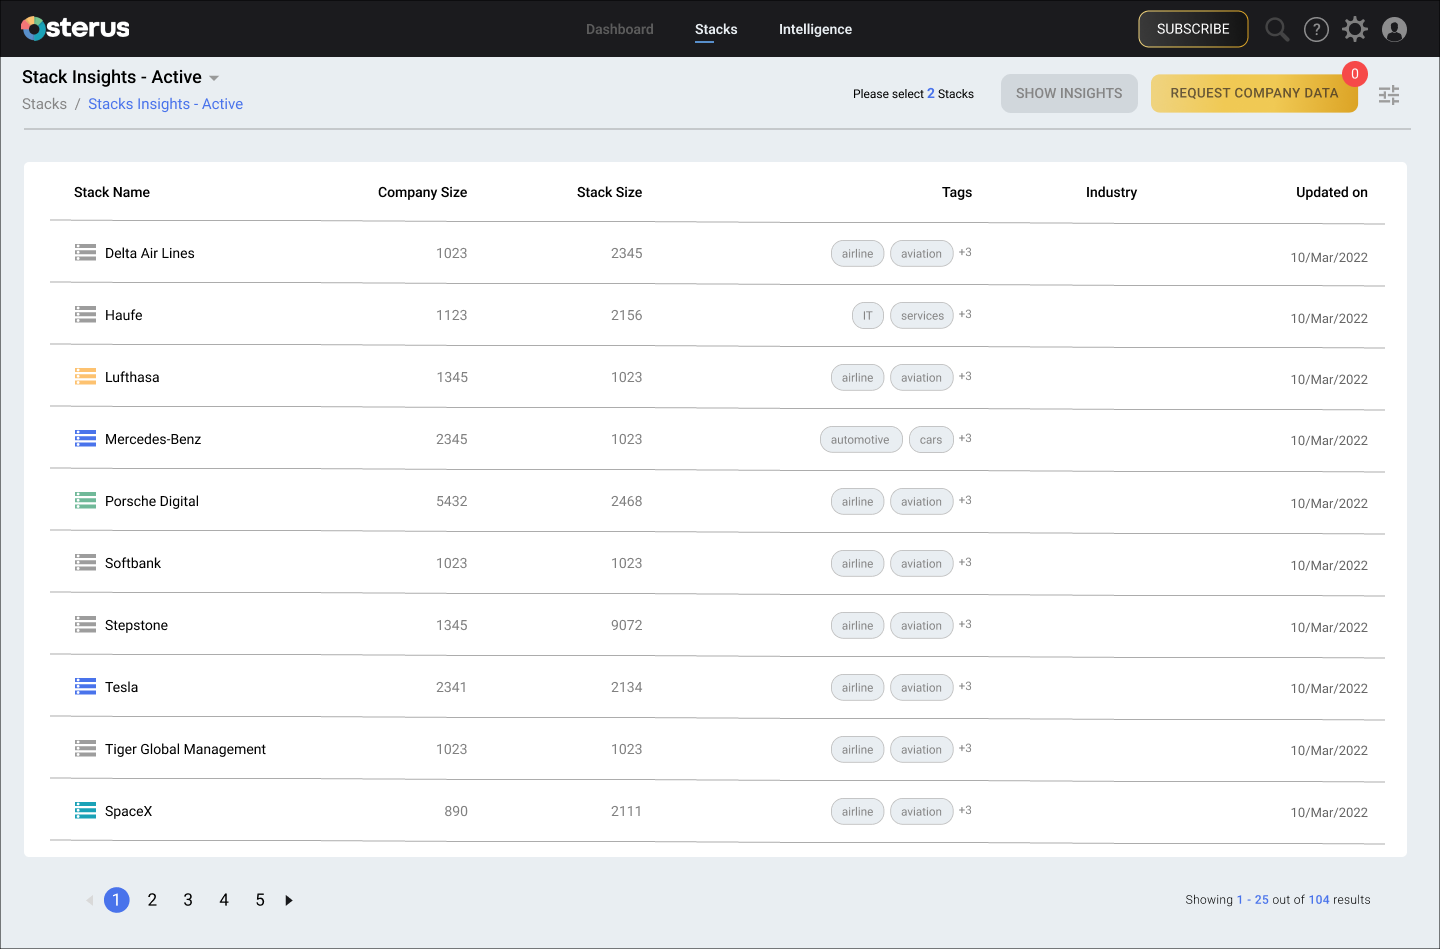 osterus
Dashboard Stacks Intelligence SUBSCRIBE ?
Stack Insights - Active
Stacks / Stacks Insights - Active
Please select 2 Stacks SHOW INSIGHTS REQUEST COMPANY DATA 0
Stack Name Company Size Stack Size Tags Industry Updated on
Delta Air Lines 1023 2345 airline aviation +3 10/Mar/2022
Haufe 1123 2156 IT services +3 10/Mar/2022
Lufthasa 1345 1023 airline aviation +3 10/Mar/2022
Mercedes-Benz 2345 1023 automotive cars +3 10/Mar/2022
Porsche Digital 5432 2468 airline aviation +3 10/Mar/2022
Softbank 1023 1023 airline aviation +3 10/Mar/2022
Stepstone 1345 9072 airline aviation +3 10/Mar/2022
Tesla 2341 2134 airline aviation +3 10/Mar/2022
Tiger Global Management 1023 1023 airline aviation +3 10/Mar/2022
SpaceX 890 2111 airline aviation +3 10/Mar/2022
1 2 3 4 5
Showing 1 - 25 out of 104 results